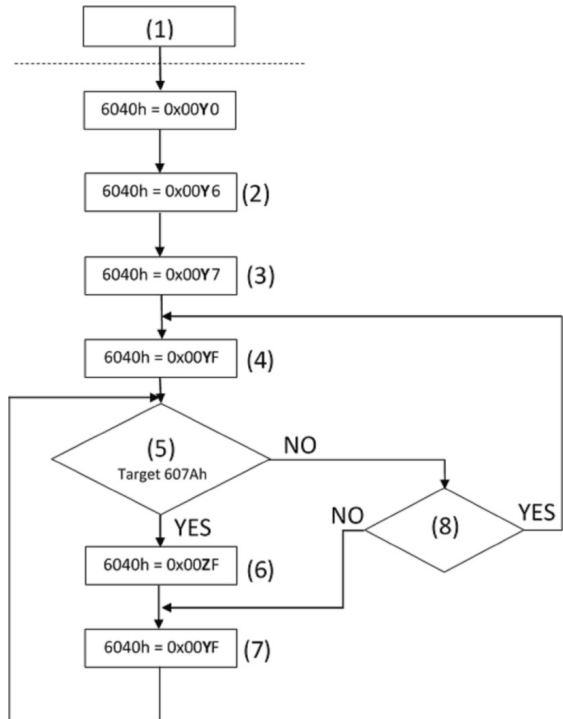 (1)
6040h = 0x00Y0
6040h = 0x00Y6 (2)
6040h = 0x00Y7 (3)
6040h = 0x00YF (4)
(5)
Target 607Ah
NO
YES
NO
(8)
YES
6040h = 0x00ZF (6)
6040h = 0x00YF (7)